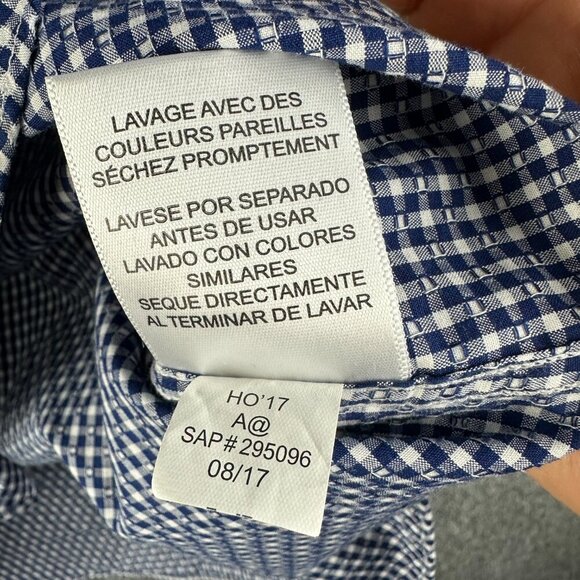 LAVAGE AVEC DES
COULEURS PAREILLES
SÉCHEZ PROMPTEMENT
LAVESE POR SEPARADO
ANTES DE USAR
LAVADO CON COLORES
SIMILARES
SEQUE DIRECTAMENTE
AL TERMINAR DE LAVAR
HO'17
A@
SAP# 295096
08/17